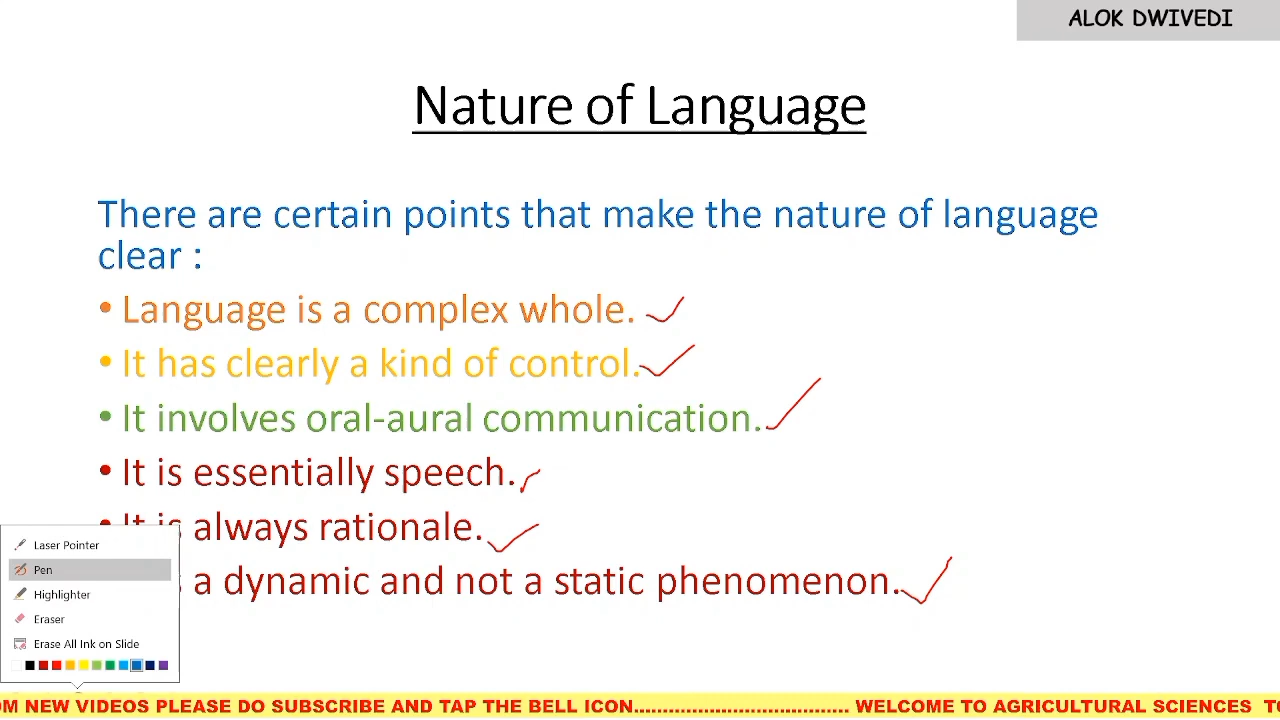 ALOK DWIVEDI
Nature of Language
There are certain points that make the nature of language
clear :
• Language is a complex whole.
• It has clearly a kind of control.
• It involves oral-aural communication.
• It is essentially speech.
• It is always rationale.
a dynamic and not a static phenomenon.
Laser Pointer
Pen
Highlighter
Eraser
Erase All Ink on Slide
NEW VIDEOS PLEASE DO SUBSCRIBE AND TAP THE BELL ICON.................................... WELCOME TO AGRICULTURAL SCIENCES